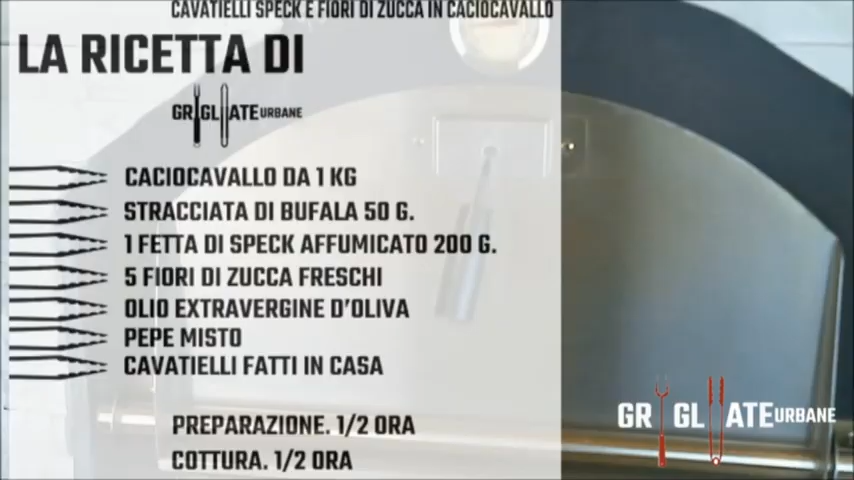 CAVATIELLI SPECK E FIORI DI ZUCCA IN CACIOCAVALLO
LA RICETTA DI
GRIGLIATE URBANE
CACIOCAVALLO DA 1 KG
STRACCIATA DI BUFALA 50 G.
1 FETTA DI SPECK AFFUMICATO 200 G.
5 FIORI DI ZUCCA FRESCHI
OLIO EXTRAVERGINE D'OLIVA
PEPE MISTO
CAVATIELLI FATTI IN CASA
PREPARAZIONE. 1/2 ORA
COTTURA. 1/2 ORA
GRIGLIATE URBANE